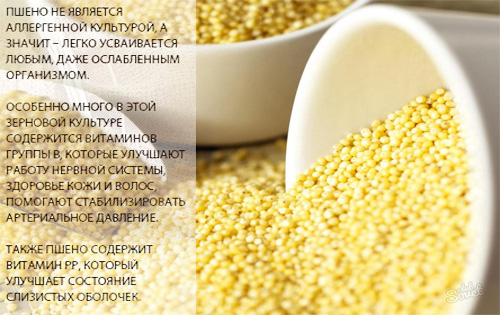 ПШЕНО НЕ ЯВЛЯЕТСЯ
АЛЛЕРГЕННОЙ КУЛЬТУРОЙ, А
ЗНАЧИТ – ЛЕГКО УСВАИВАЕТСЯ
ЛЮБЫМ, ДАЖЕ ОСЛАБЛЕННЫМ
ОРГАНИЗМОМ.
ОСОБЕННО МНОГО В ЭТОЙ
ЗЕРНОВОЙ КУЛЬТУРЕ
СОДЕРЖИТСЯ ВИТАМИНОВ
ГРУППЫ В, КОТОРЫЕ УЛУЧШАЮТ
РАБОТУ НЕРВНОЙ СИСТЕМЫ,
ЗДОРОВЬЕ КОЖИ И ВОЛОС,
ПОМОГАЮТ СТАБИЛИЗИРОВАТЬ
АРТЕРИАЛЬНОЕ ДАВЛЕНИЕ.
ТАКЖЕ ПШЕНО СОДЕРЖИТ
ВИТАМИН РР, КОТОРЫЙ
УЛУЧШАЕТ СОСТОЯНИЕ
СЛИЗИСТЫХ ОБОЛОЧЕК.